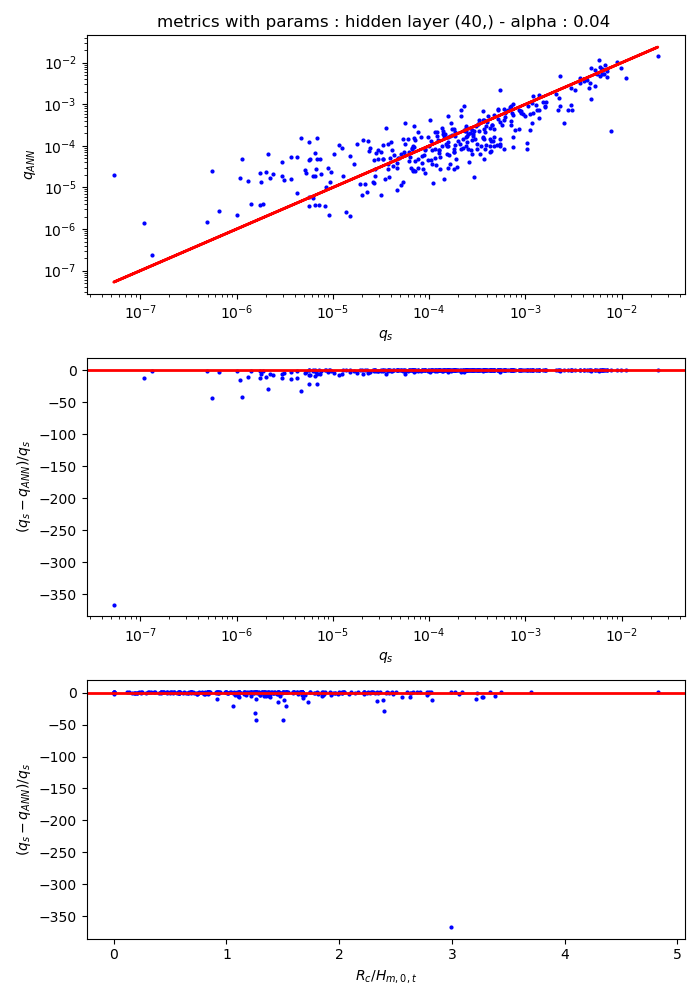 metrics with params : hidden layer (40,) - alpha : 0.04
10⁻²
10⁻³
10⁻⁴
10⁻⁵
10⁻⁶
10⁻⁷
q_ANN
10⁻⁷ 10⁻⁶ 10⁻⁵ 10⁻⁴ 10⁻³ 10⁻²
q_s
0
−50
−100
−150
−200
−250
−300
−350
(q_s − q_ANN)/q_s
10⁻⁷ 10⁻⁶ 10⁻⁵ 10⁻⁴ 10⁻³ 10⁻²
q_s
0
−50
−100
−150
−200
−250
−300
−350
(q_s − q_ANN)/q_s
0 1 2 3 4 5
R_c/H_m,0,t